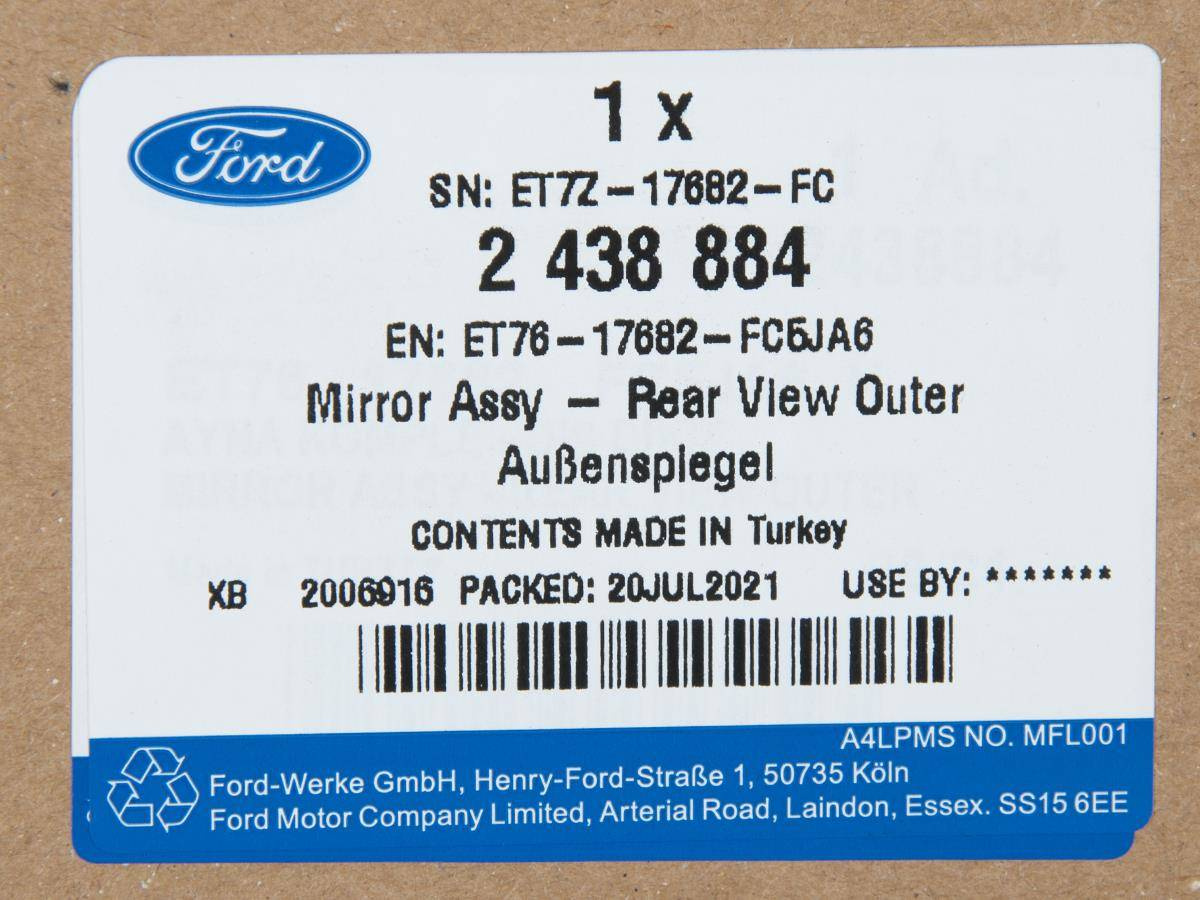 Ford
1 x
SN: ET7Z-17682-FC
2 438 884
EN: ET76-17682-FC5JA6
Mirror Assy - Rear View Outer
Außenspiegel
CONTENTS MADE IN Turkey
XB 2006916 PACKED: 20JUL2021 USE BY: *******
A4LPMS NO. MFL001
Ford-Werke GmbH, Henry-Ford-Straße 1, 50735 Köln
Ford Motor Company Limited, Arterial Road, Laindon, Essex. SS15 6EE